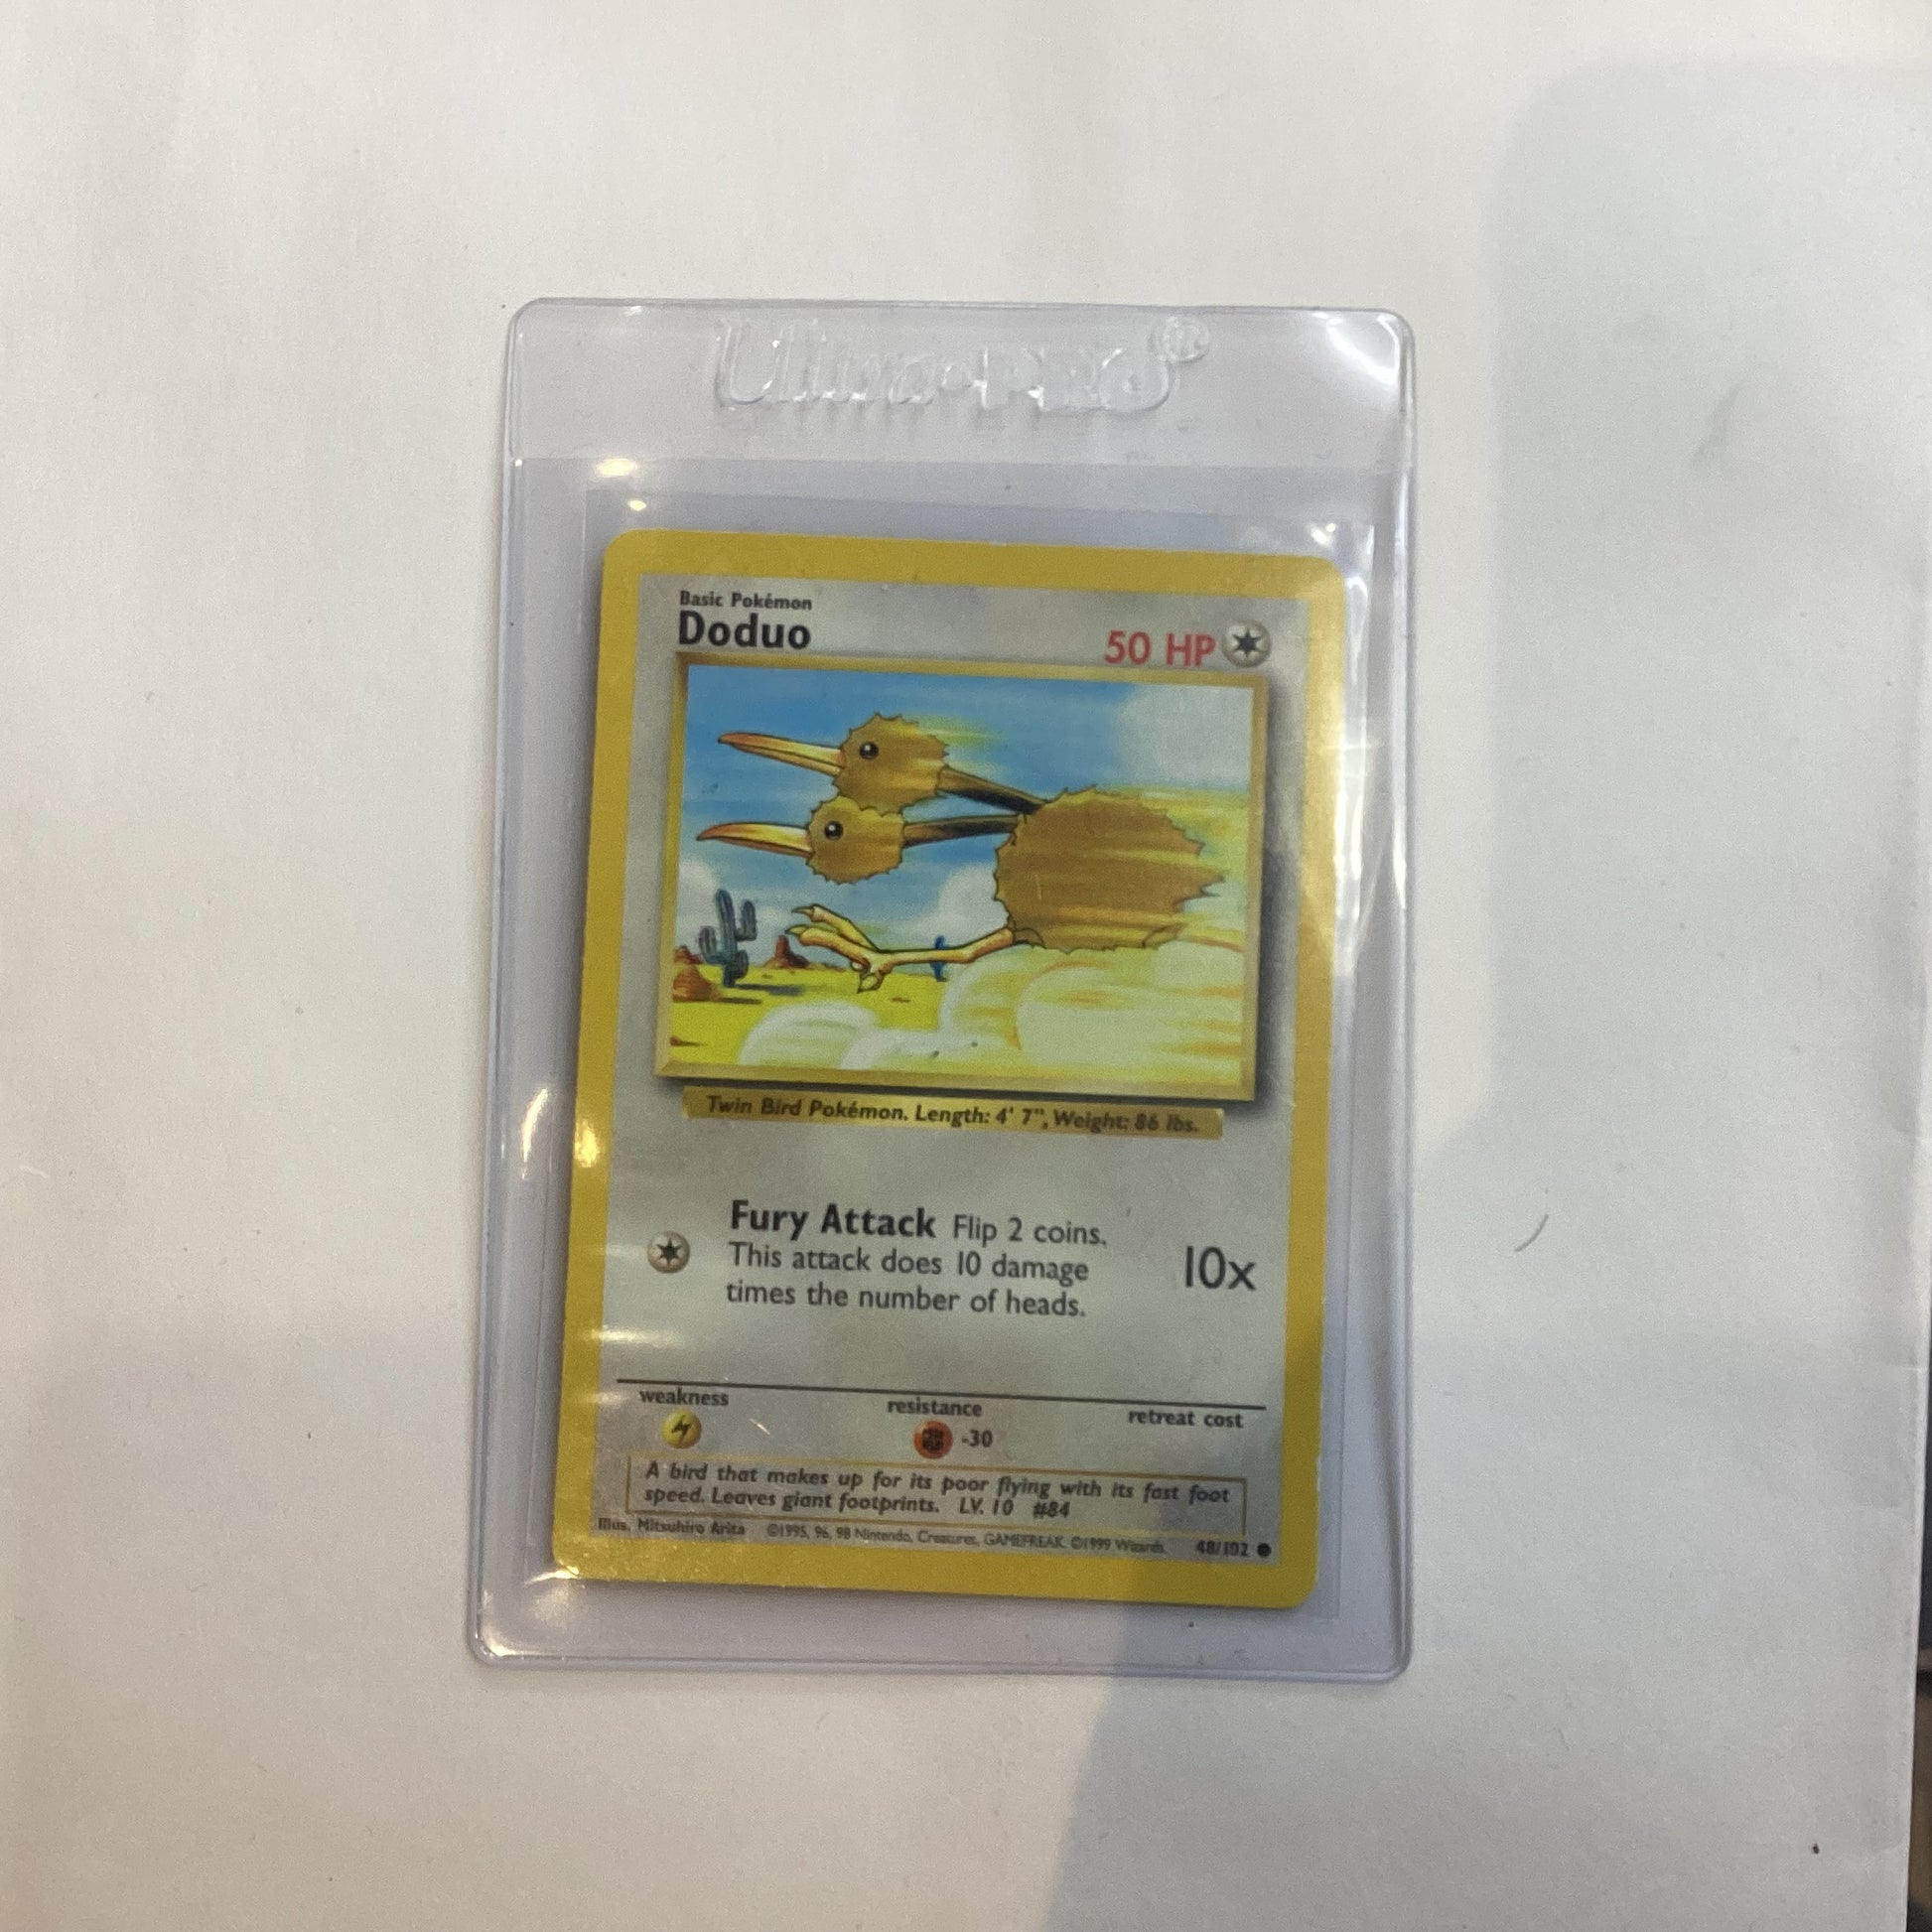 Ultra•PRO®
Basic Pokémon
Doduo
50 HP
Twin Bird Pokémon. Length: 4' 7", Weight: 86 lbs.
Fury Attack Flip 2 coins.
This attack does 10 damage
times the number of heads.
10x
weakness
resistance
retreat cost
-30
A bird that makes up for its poor flying with its fast foot
speed. Leaves giant footprints. LV. 10 #84
Illus. Mitsuhiro Arita ©1995, 96, 98 Nintendo, Creatures, GAMEFREAK. ©1999 Wizards. 48/102